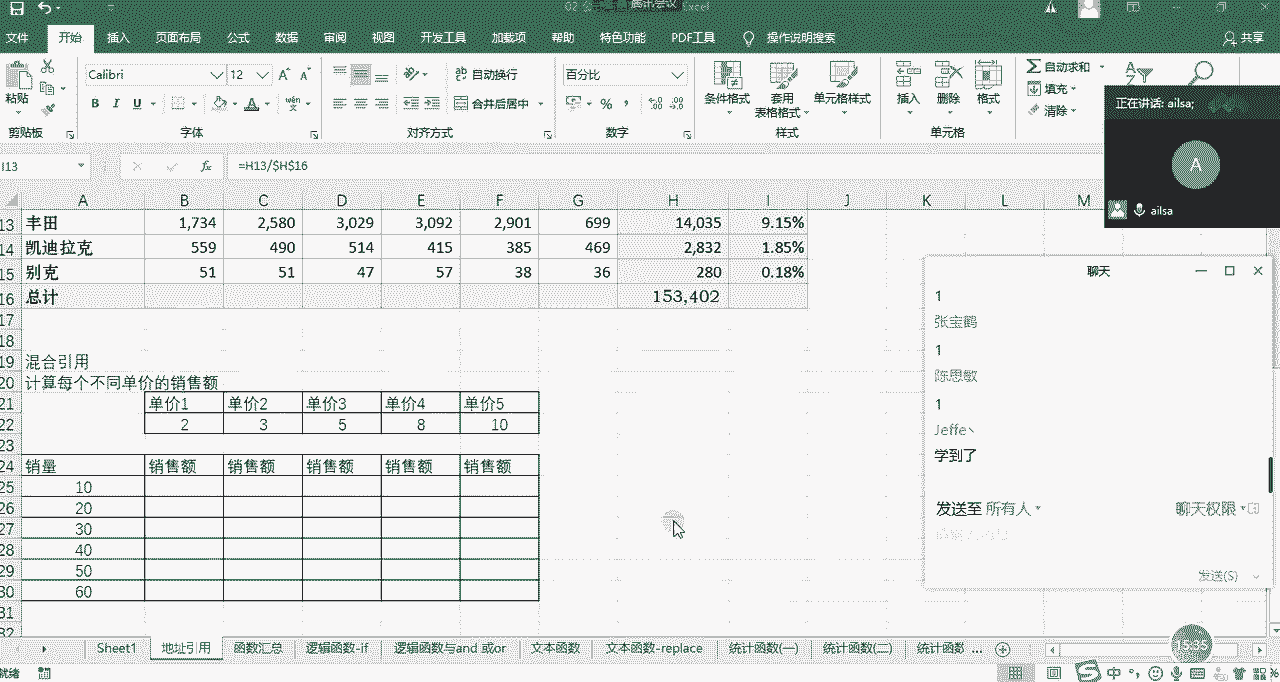 02 公 腾讯会议 Excel
文件 开始 插入 页面布局 公式 数据 审阅 视图 开发工具 加载项 帮助 特色功能 PDF工具 操作说明搜索 共享
Calibri 12 自动换行 百分比 自动求和
粘贴 B I U 合并后居中 条件格式 套用 表格格式 单元格样式 插入 删除 格式 填充 清除
剪贴板 字体 对齐方式 数字 样式 单元格
正在讲话: ailsa;
A
ailsa
I13 fx =H13/$H$16
A B C D E F G H I J K L M
13 丰田 1,734 2,580 3,029 3,092 2,901 699 14,035 9.15%
14 凯迪拉克 559 490 514 415 385 469 2,832 1.85%
15 别克 51 51 47 57 38 36 280 0.18%
16 总计 153,402
17
18
19 混合引用
20 计算每个不同单价的销售额
21 单价1 单价2 单价3 单价4 单价5
22 2 3 5 8 10
23
24 销量 销售额 销售额 销售额 销售额 销售额
25 10
26 20
27 30
28 40
29 50
30 60
31
32
聊天
1
张宝鹤
1
陈思敏
1
Jeffe丶
学到了
发送至 所有人 聊天权限
发送(S)
Sheet1 地址引用 函数汇总 逻辑函数-if 逻辑函数与and 或or 文本函数 文本函数-replace 统计函数(一) 统计函数(二) 统计函数 ...
15:35
就绪 中